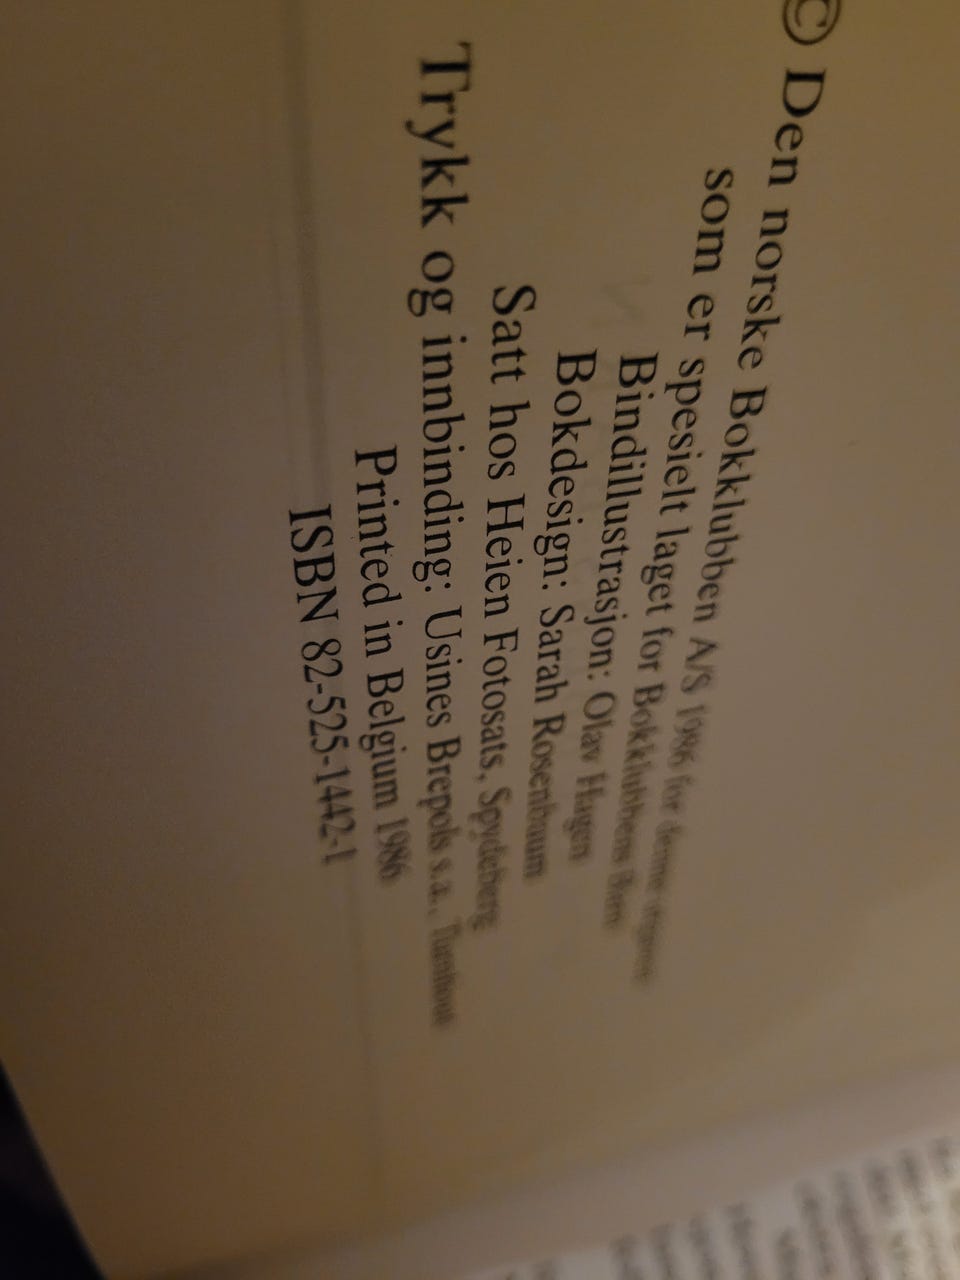 © Den norske Bokklubben A/S 1986 for denne utgave
som er spesielt laget for Bokklubbens Barn
Bindillustrasjon: Olav Hagen
Bokdesign: Sarah Rosenbaum
Satt hos Heien Fotosats, Spydeberg
Trykk og innbinding: Usines Brepols s.a., Turnhout
Printed in Belgium 1986
ISBN 82-525-1442-1